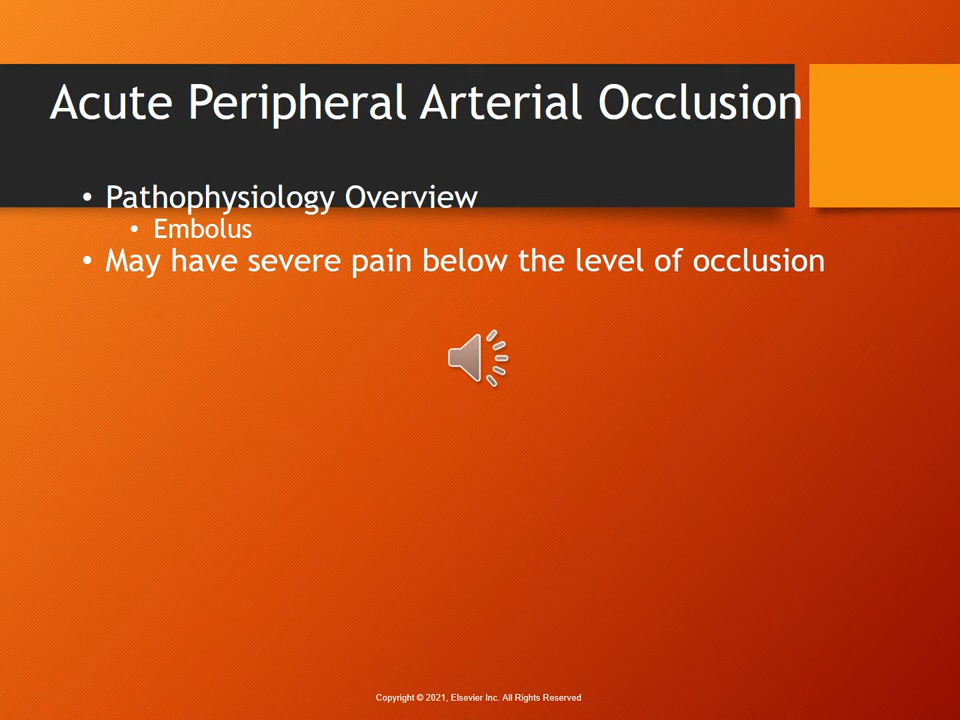 Acute Peripheral Arterial Occlusion
• Pathophysiology Overview
• Embolus
• May have severe pain below the level of occlusion
Copyright © 2021, Elsevier Inc. All Rights Reserved